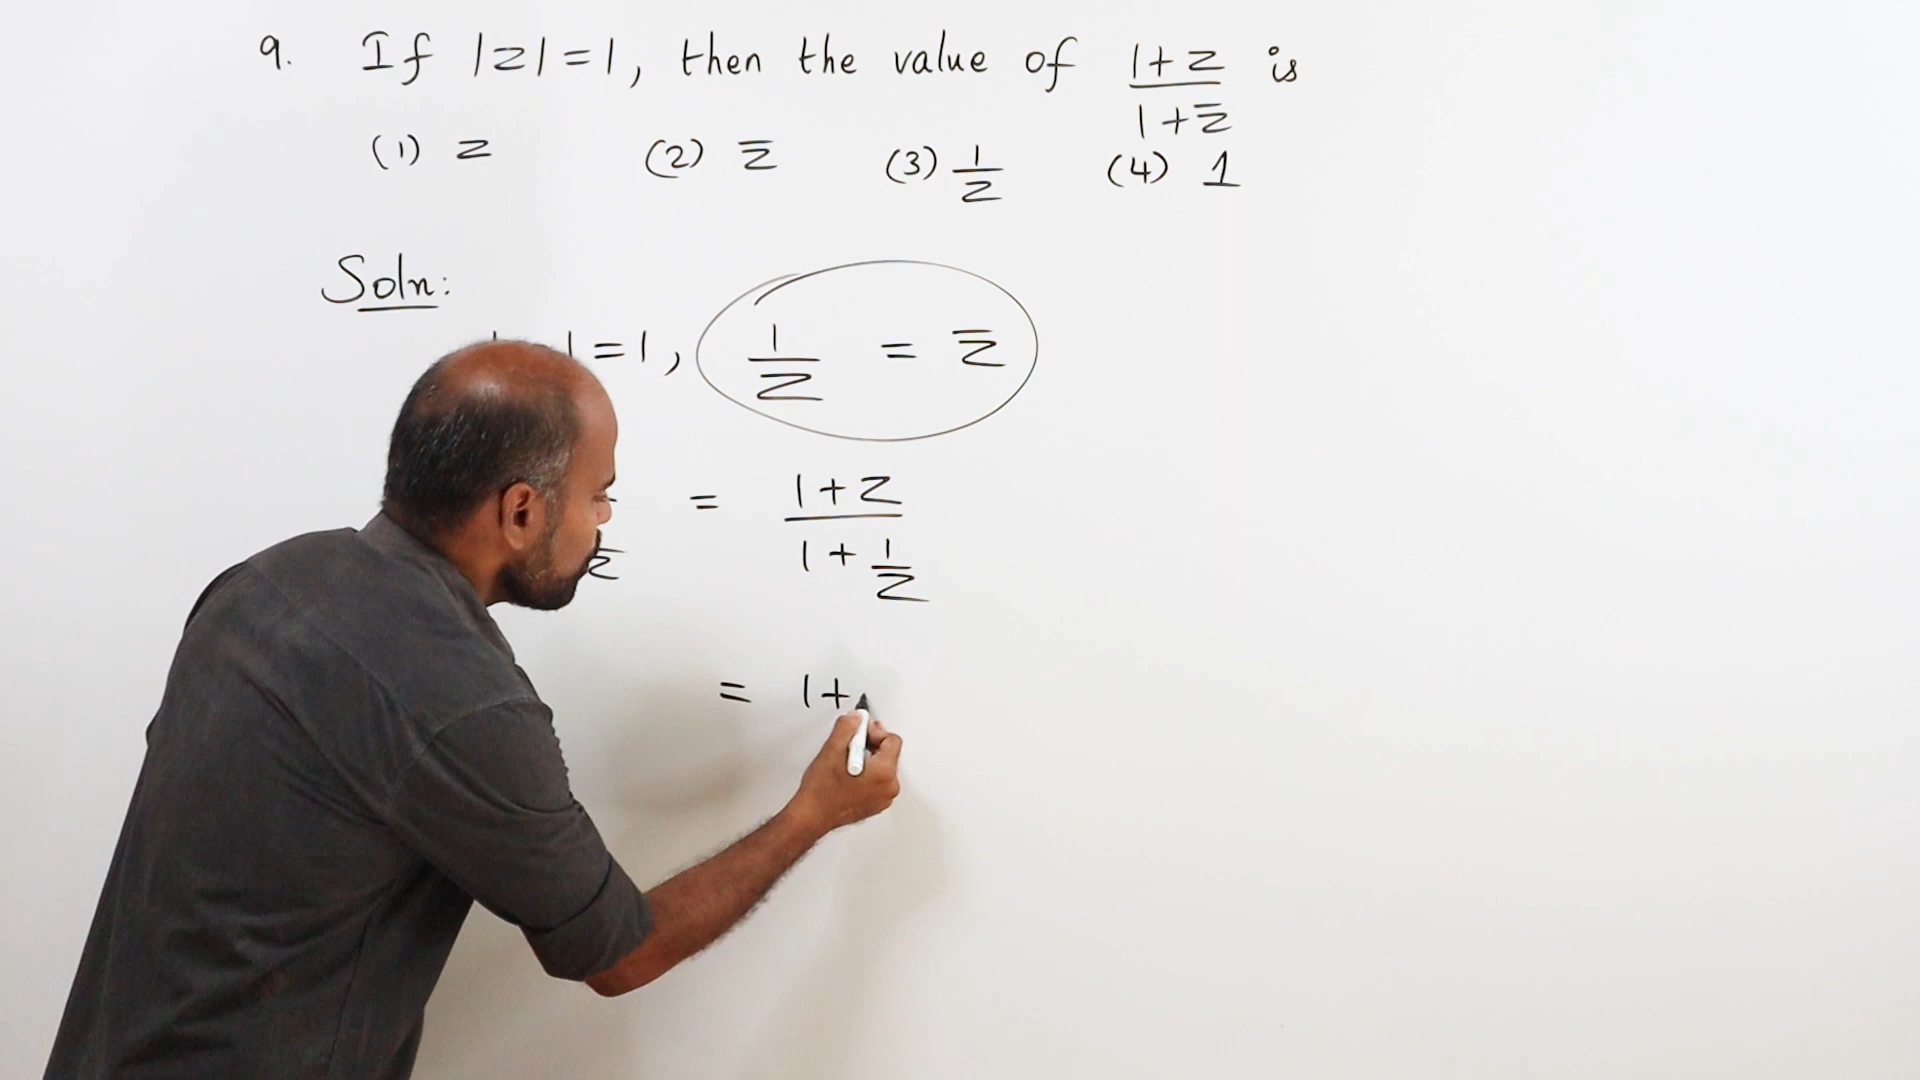 9. If |z|=1, then the value of (1+z)/(1+z̅) is
(1) z (2) z̅ (3) 1/z (4) 1
Soln:
|=1, 1/z = z̅
z̅ = (1+z)/(1+1/z)
= 1+